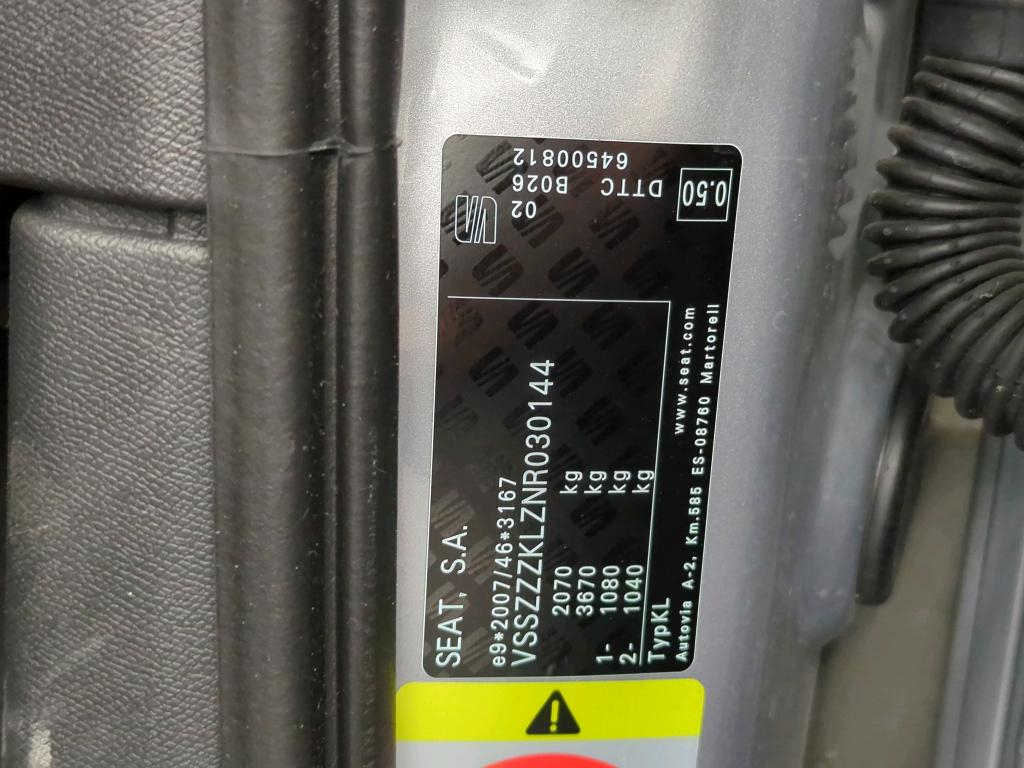 SEAT, S.A.
e9*2007/46*3167
VSSZZZKLZNR030144
2070 kg
3670 kg
1- 1080 kg
2- 1040 kg
TypKL
www.seat.com
Autovia A-2, Km.585 ES-08760 Martorell
02
B026
64500812
DTTC
0.50